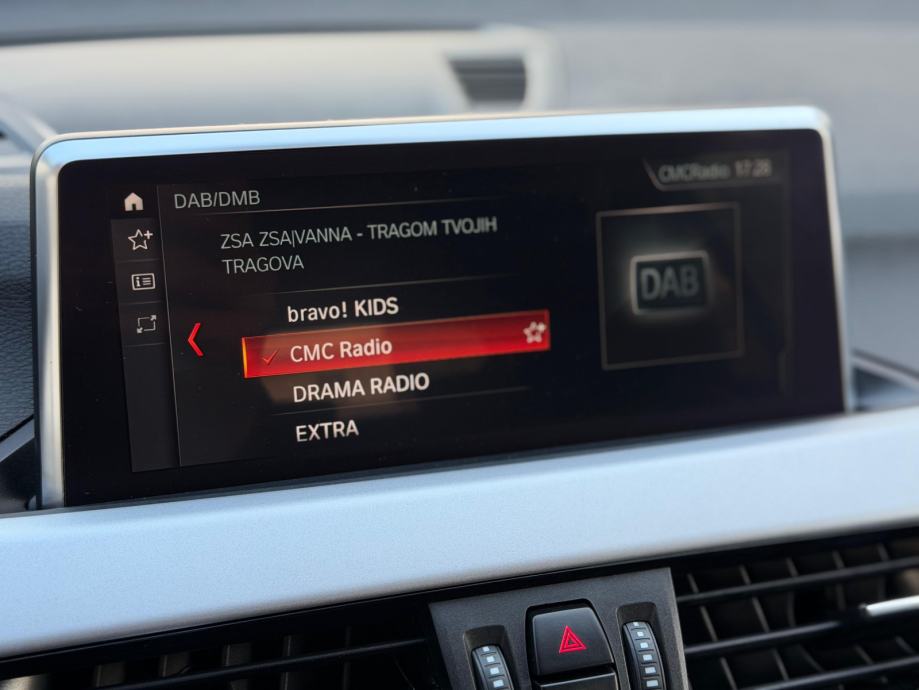 DAB/DMB
CMCRadio 17:28
ZSA ZSA|VANNA - TRAGOM TVOJIH
TRAGOVA
DAB
bravo! KIDS
CMC Radio
DRAMA RADIO
EXTRA